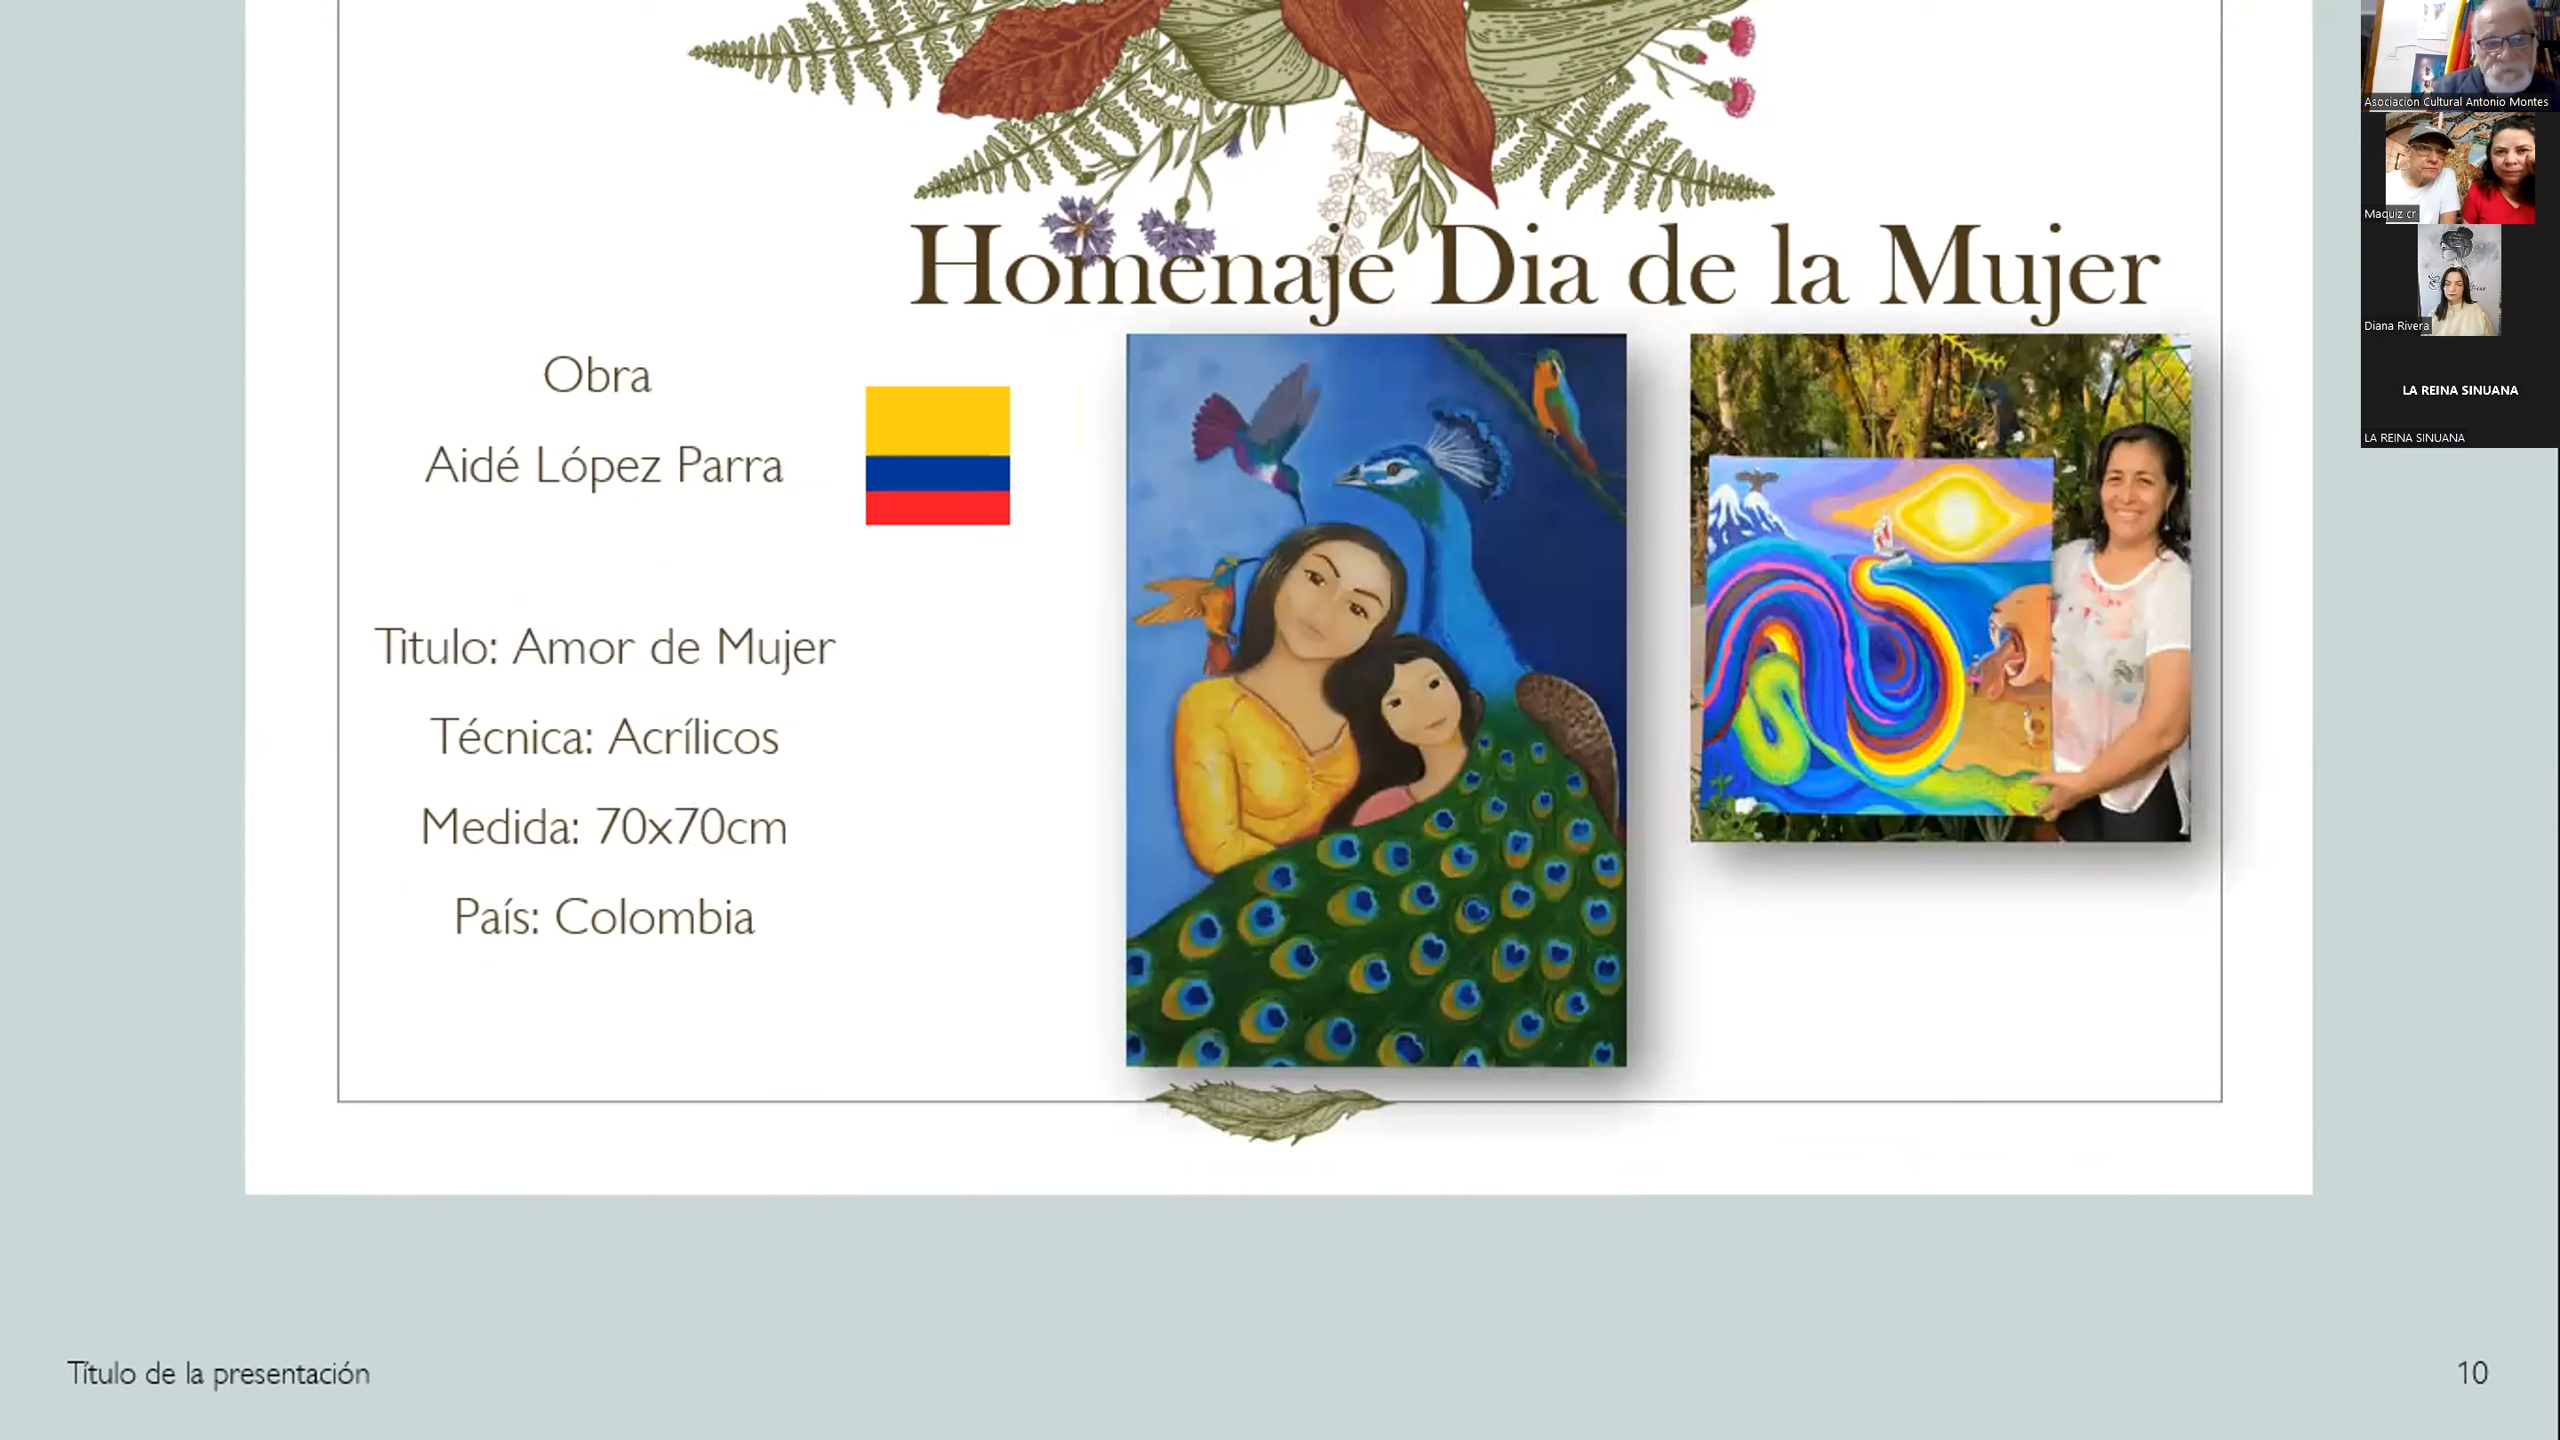 Homenaje Dia de la Mujer
Obra
Aidé López Parra
Titulo: Amor de Mujer
Técnica: Acrílicos
Medida: 70x70cm
País: Colombia
Título de la presentación
10
Asociacion Cultural Antonio Montes
Maquiz cr
Diana Rivera
LA REINA SINUANA
LA REINA SINUANA